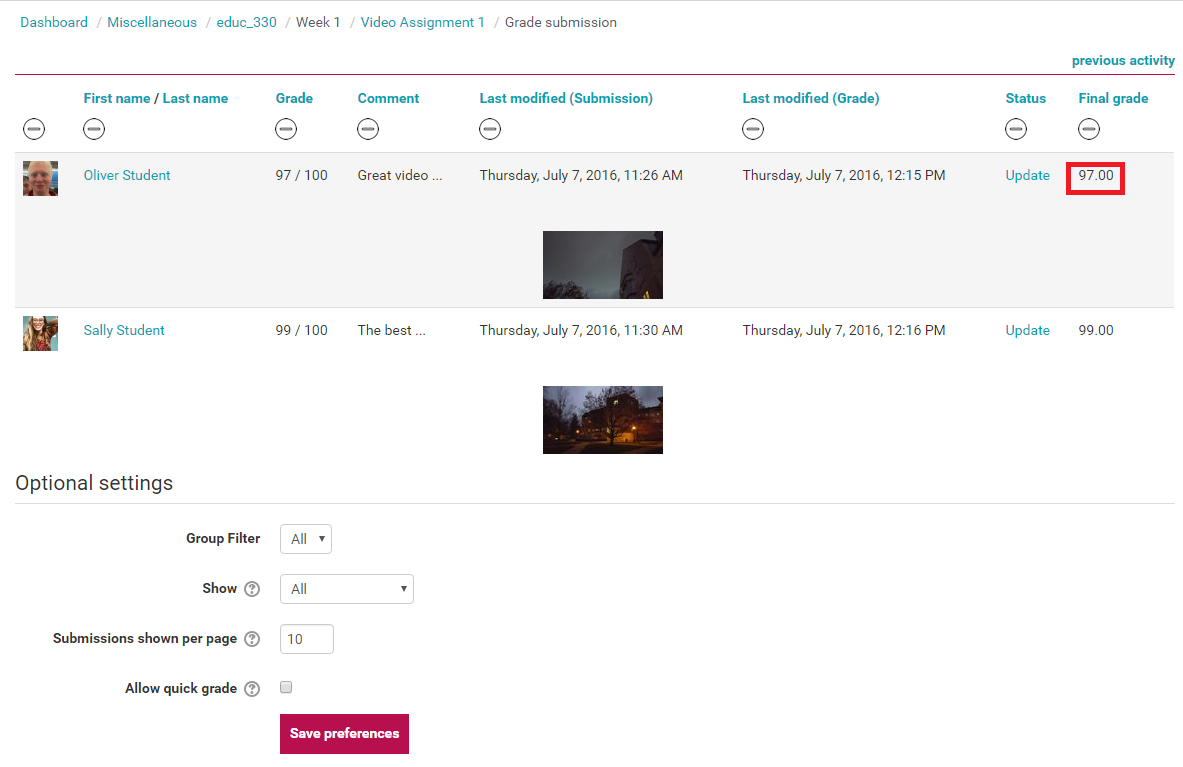 Dashboard / Miscellaneous / educ_330 / Week 1 / Video Assignment 1 / Grade submission
previous activity
First name / Last name Grade Comment Last modified (Submission) Last modified (Grade) Status Final grade
Oliver Student 97 / 100 Great video ... Thursday, July 7, 2016, 11:26 AM Thursday, July 7, 2016, 12:15 PM Update 97.00
Sally Student 99 / 100 The best ... Thursday, July 7, 2016, 11:30 AM Thursday, July 7, 2016, 12:16 PM Update 99.00
Optional settings
Group Filter All
Show All
Submissions shown per page 10
Allow quick grade
Save preferences